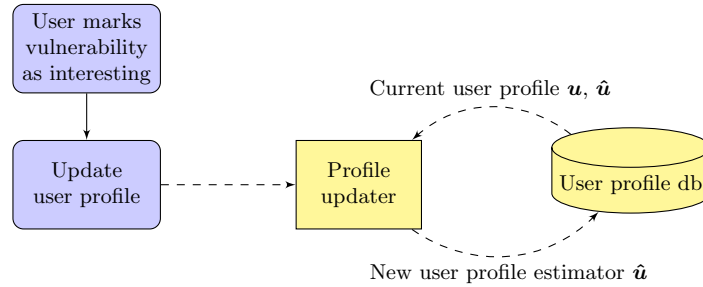 User marks
vulnerability
as interesting
Current user profile u, û
Update
user profile
Profile
updater
User profile db
New user profile estimator û